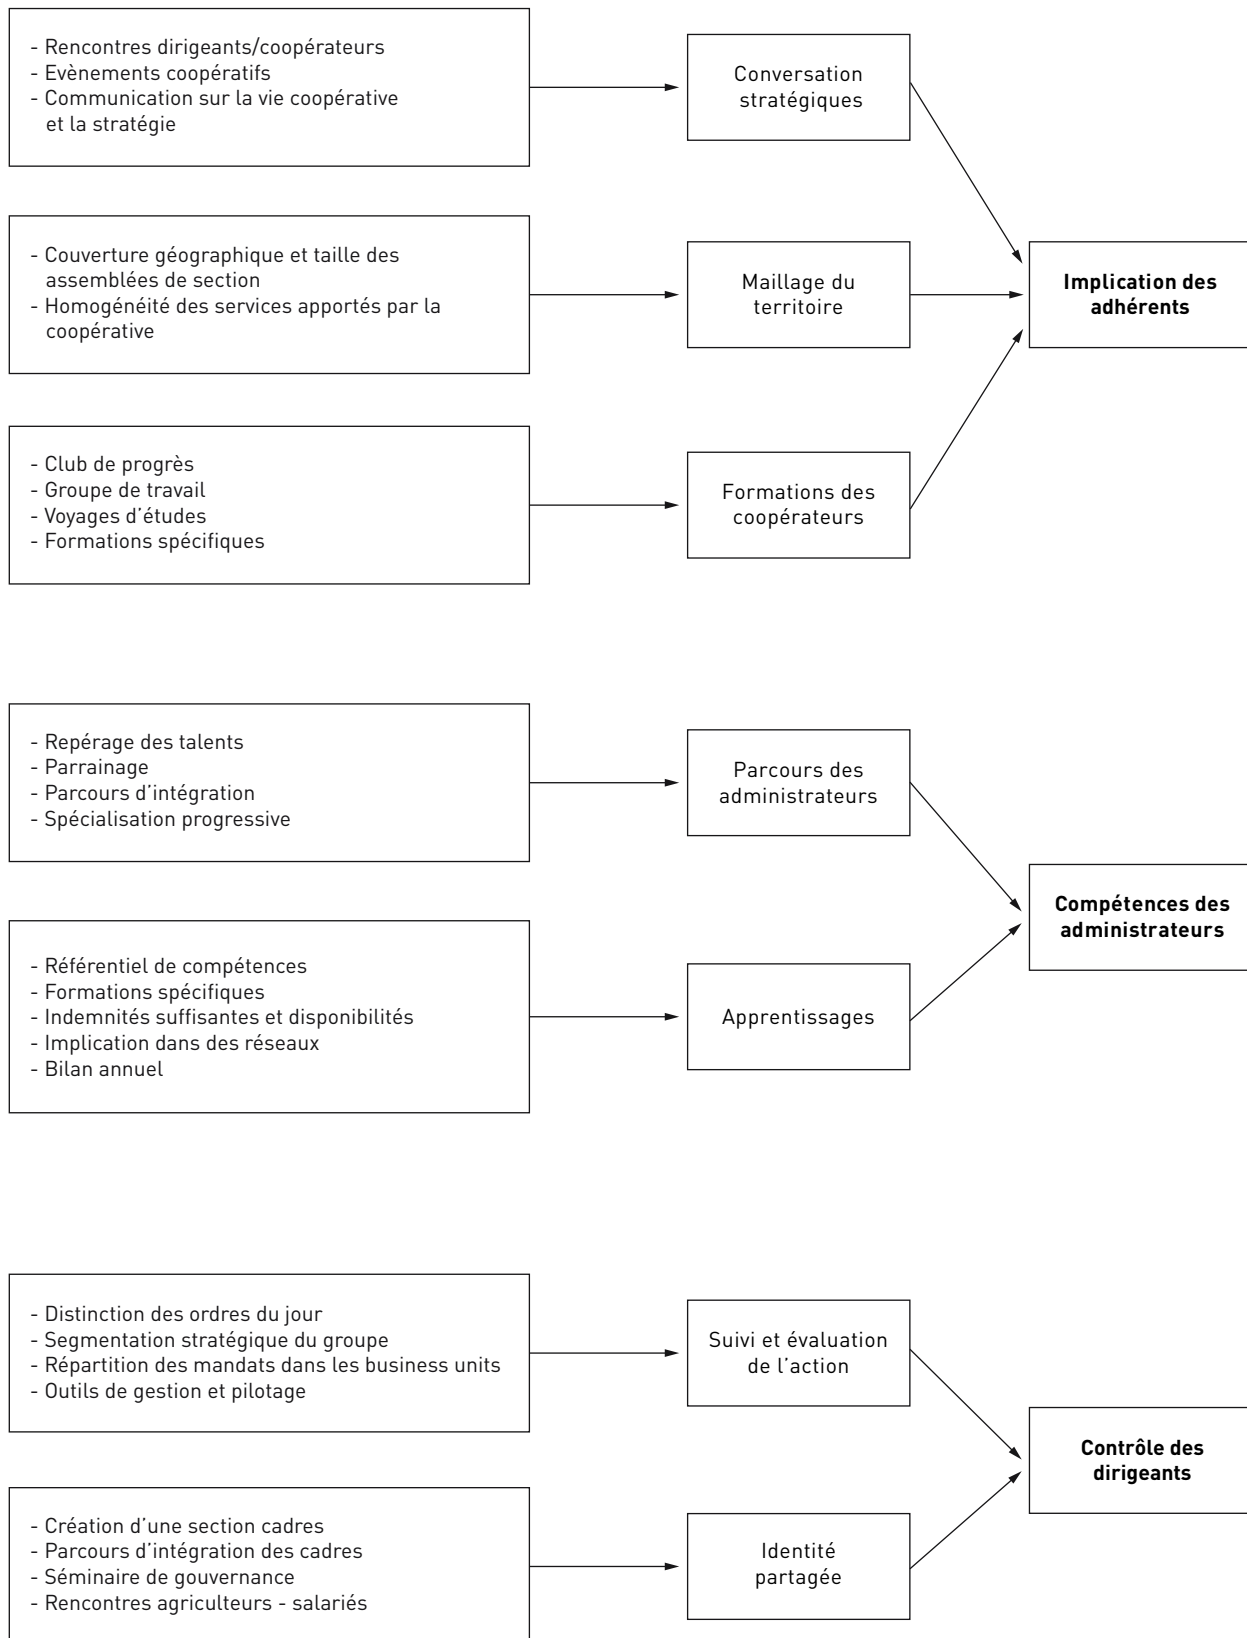 - Rencontres dirigeants/coopérateurs
- Evènements coopératifs
- Communication sur la vie coopérative
et la stratégie
Conversation
stratégiques
- Couverture géographique et taille des
assemblées de section
- Homogénéité des services apportés par la
coopérative
Maillage du
territoire
Implication des
adhérents
- Club de progrès
- Groupe de travail
- Voyages d'études
- Formations spécifiques
Formations des
coopérateurs
- Repérage des talents
- Parrainage
- Parcours d'intégration
- Spécialisation progressive
Parcours des
administrateurs
Compétences des
administrateurs
- Référentiel de compétences
- Formations spécifiques
- Indemnités suffisantes et disponibilités
- Implication dans des réseaux
- Bilan annuel
Apprentissages
- Distinction des ordres du jour
- Segmentation stratégique du groupe
- Répartition des mandats dans les business units
- Outils de gestion et pilotage
Suivi et évaluation
de l'action
Contrôle des
dirigeants
- Création d'une section cadres
- Parcours d'intégration des cadres
- Séminaire de gouvernance
- Rencontres agriculteurs - salariés
Identité
partagée